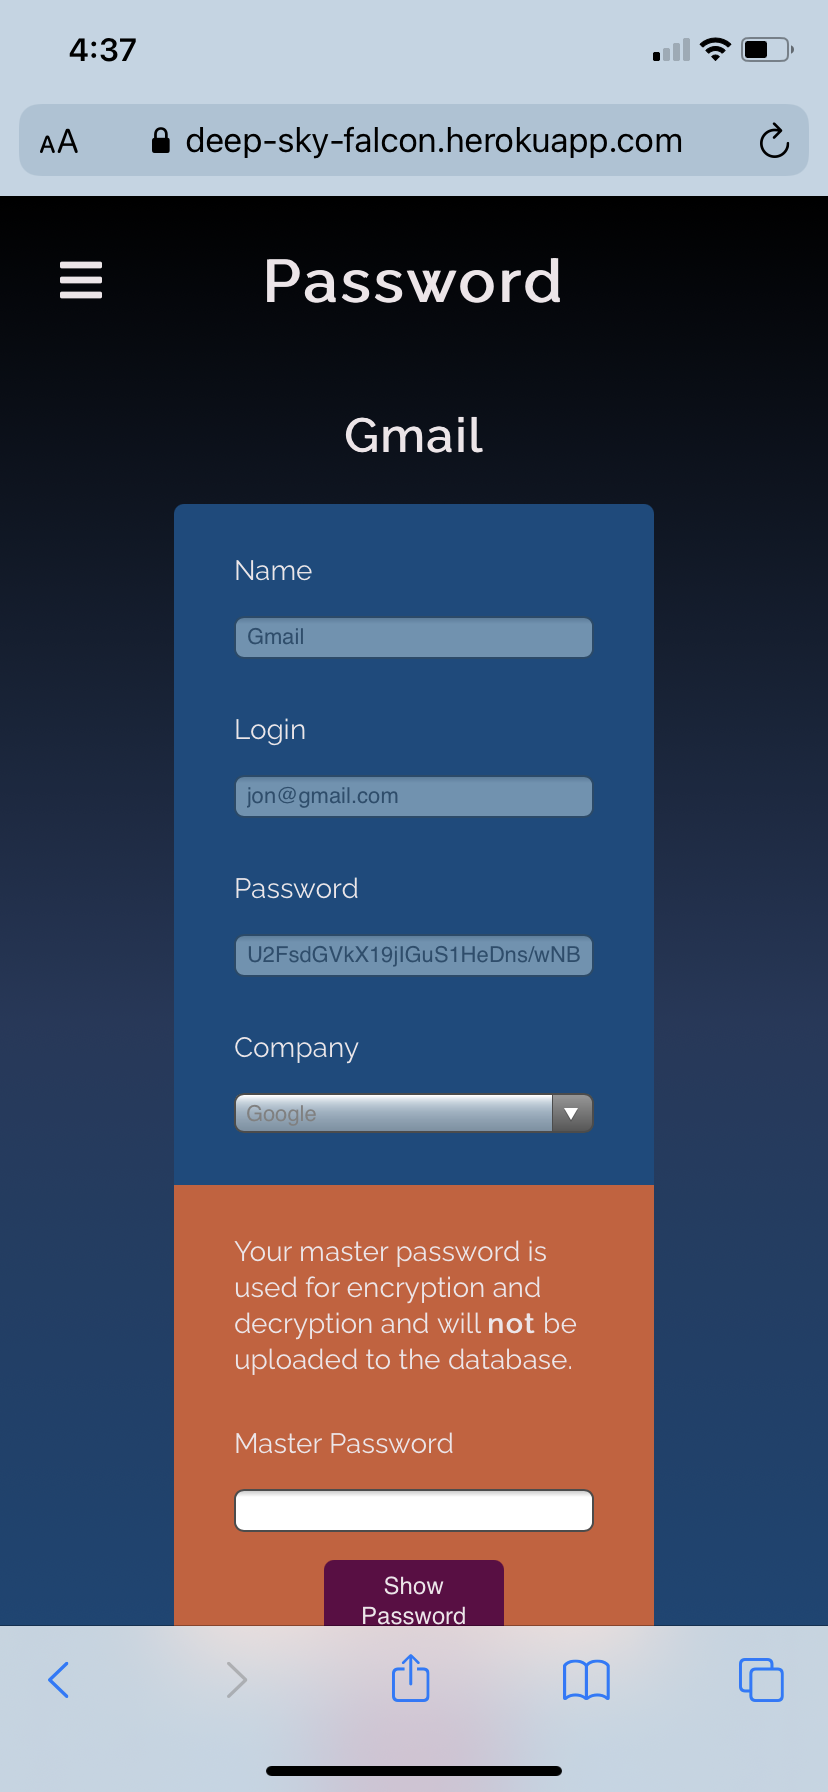 4:37
AA deep-sky-falcon.herokuapp.com
Password
Gmail
Name
Gmail
Login
jon@gmail.com
Password
U2FsdGVkX19jIGuS1HeDns/wNB
Company
Google
Your master password is
used for encryption and
decryption and will not be
uploaded to the database.
Master Password
Show
Password